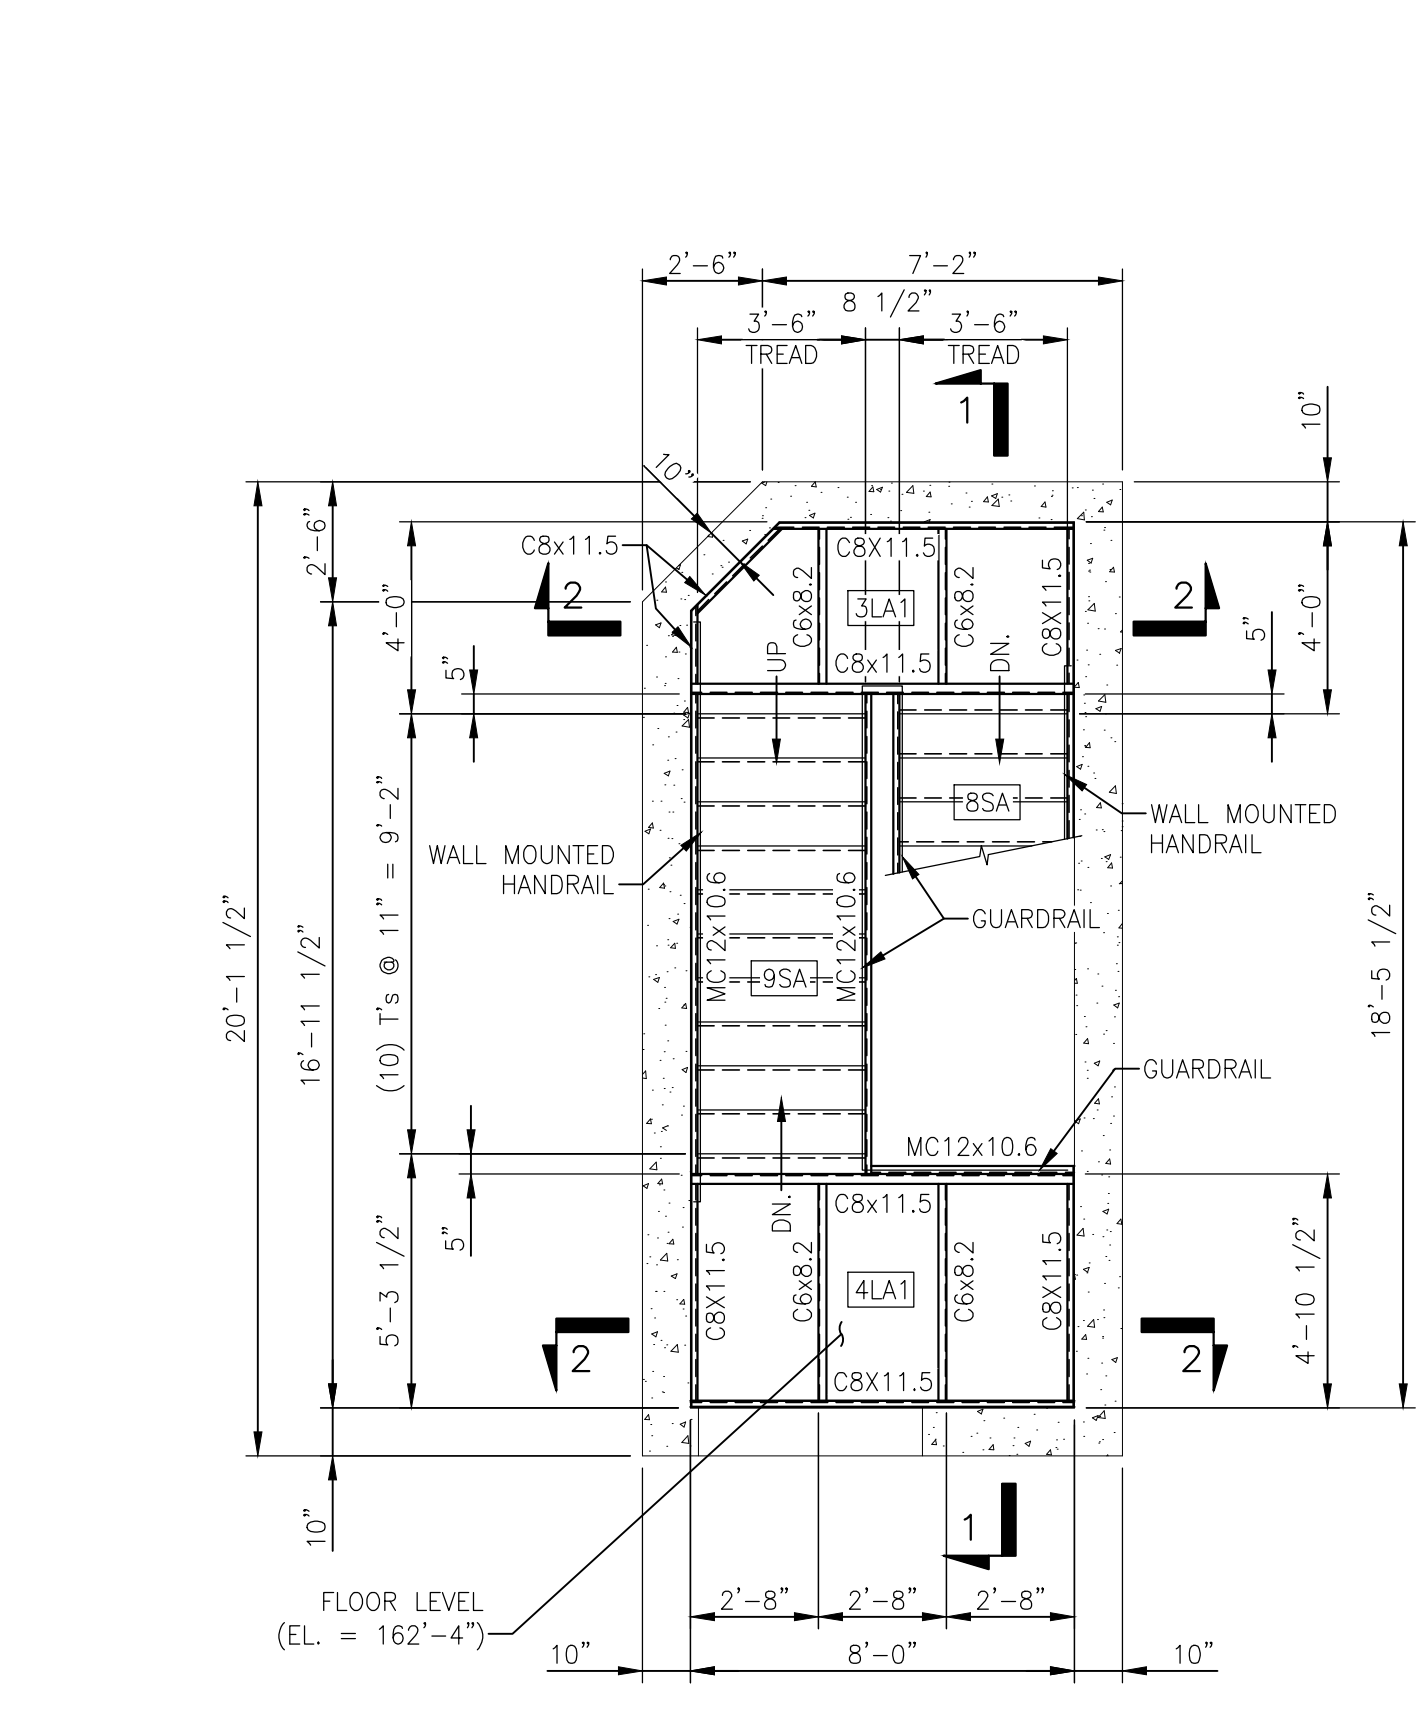 2'-6"
7'-2"
8 1/2"
3'-6"
TREAD
3'-6"
TREAD
1
10"
10"
2'-6"
C8x11.5
C8X11.5
C8X11.5
2
2
4'-0"
C6x8.2
3LA1
C6x8.2
4'-0"
5"
5"
UP
C8x11.5
DN.
8SA
WALL MOUNTED
HANDRAIL
WALL MOUNTED
HANDRAIL
(10) T's @ 11" = 9'-2"
20'-1 1/2"
16'-11 1/2"
18'-5 1/2"
MC12x10.6
MC12x10.6
GUARDRAIL
9SA
GUARDRAIL
MC12x10.6
5"
DN.
C8x11.5
5'-3 1/2"
C8X11.5
C6x8.2
4LA1
C6x8.2
C8X11.5
4'-10 1/2"
2
2
C8X11.5
10"
1
FLOOR LEVEL
(EL. = 162'-4")
2'-8"
2'-8"
2'-8"
10"
8'-0"
10"